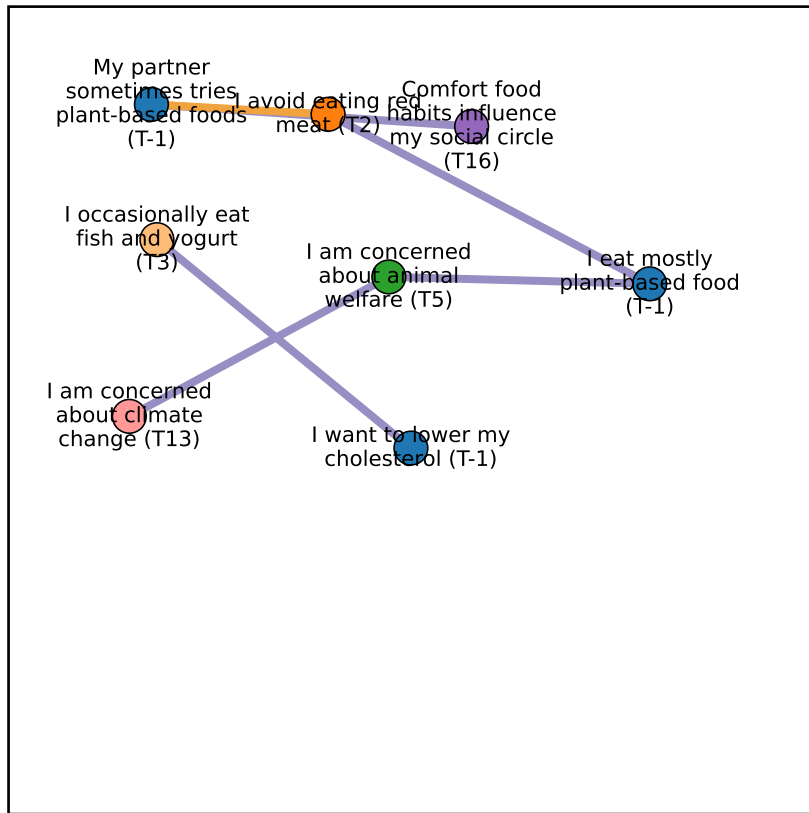 My partner
sometimes tries
plant-based foods
(T-1)
I avoid eating red
meat (T2)
Comfort food
habits influence
my social circle
(T16)
I occasionally eat
fish and yogurt
(T3)
I am concerned
about animal
welfare (T5)
I eat mostly
plant-based food
(T-1)
I am concerned
about climate
change (T13)
I want to lower my
cholesterol (T-1)